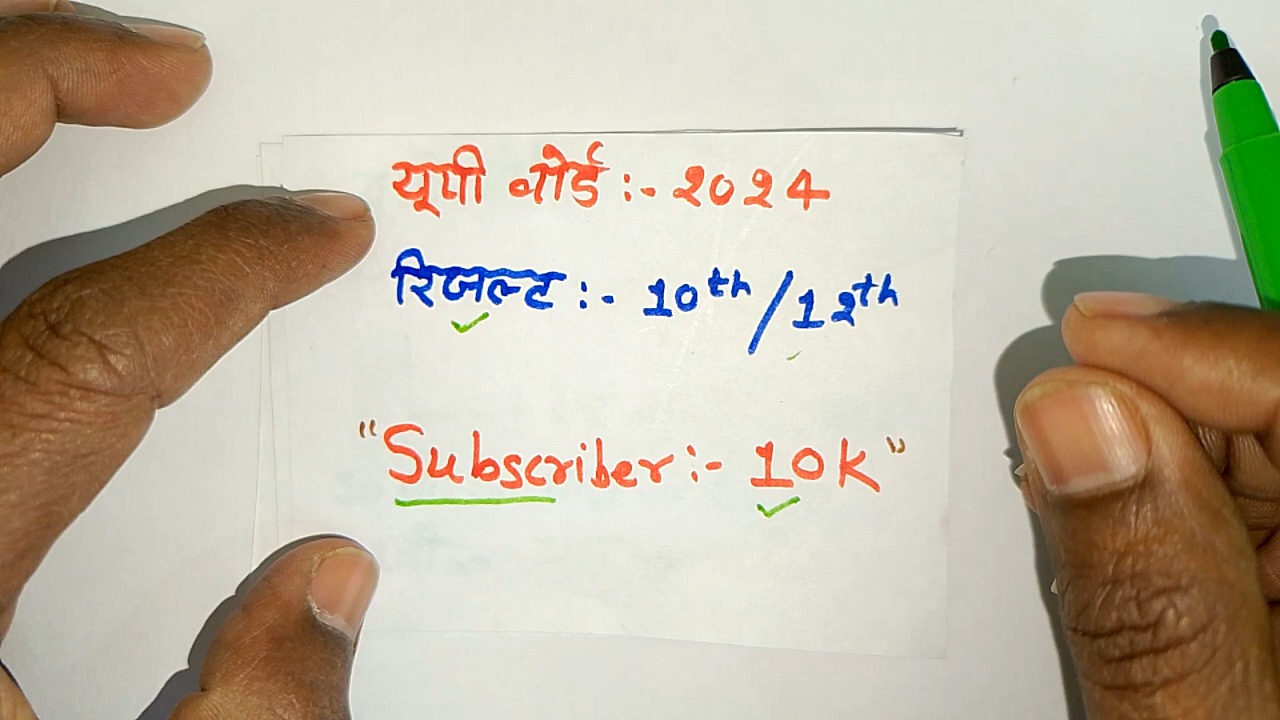 यूपी बोर्ड :- 2024
रिजल्ट :- 10th/12th
"Subscriber :- 10K"